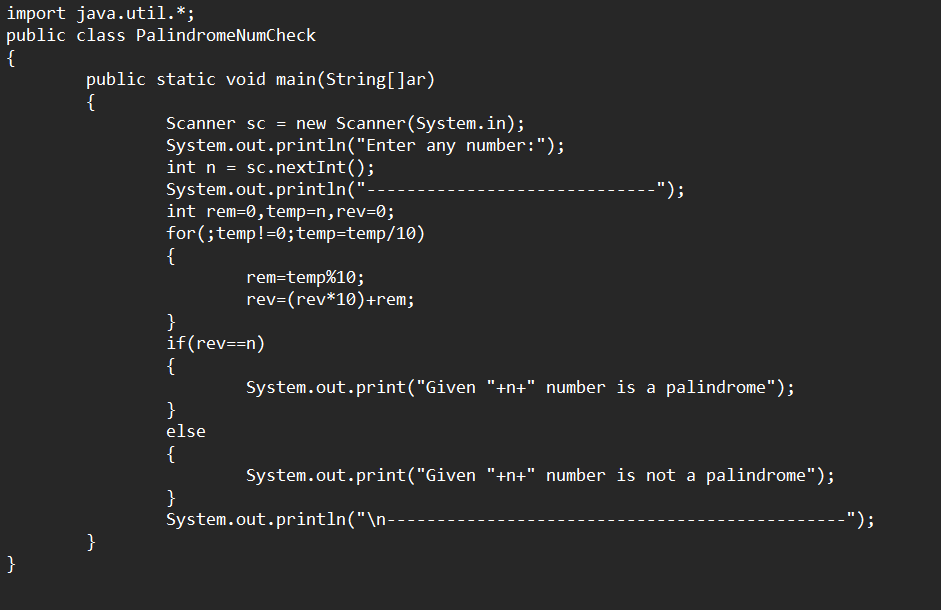 import java.util.*;
public class PalindromeNumCheck
{
        public static void main(String[]ar)
        {
                Scanner sc = new Scanner(System.in);
                System.out.println("Enter any number:");
                int n = sc.nextInt();
                System.out.println("-----------------------------");
                int rem=0,temp=n,rev=0;
                for(;temp!=0;temp=temp/10)
                {
                        rem=temp%10;
                        rev=(rev*10)+rem;
                }
                if(rev==n)
                {
                        System.out.print("Given "+n+" number is a palindrome");
                }
                else
                {
                        System.out.print("Given "+n+" number is not a palindrome");
                }
                System.out.println("\n----------------------------------------------");
        }
}